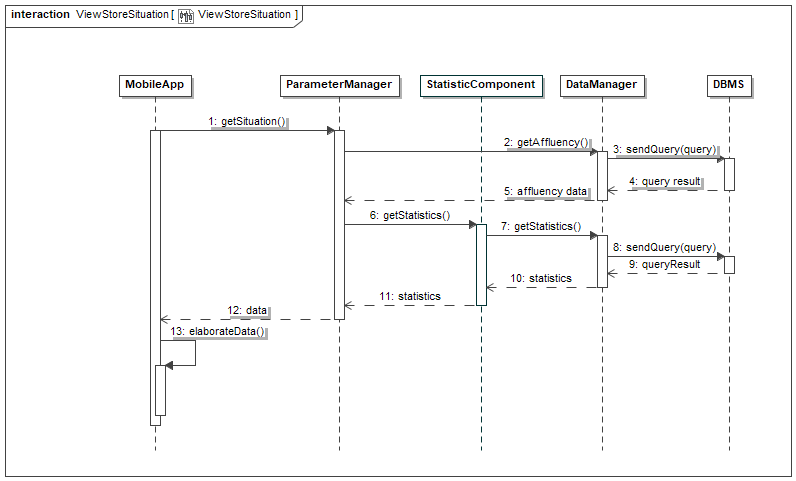 interaction ViewStoreSituation [ ViewStoreSituation ]
MobileApp ParameterManager StatisticComponent DataManager DBMS
1: getSituation()
2: getAffluency()
3: sendQuery(query)
4: query result
5: affluency data
6: getStatistics()
7: getStatistics()
8: sendQuery(query)
9: queryResult
10: statistics
11: statistics
12: data
13: elaborateData()